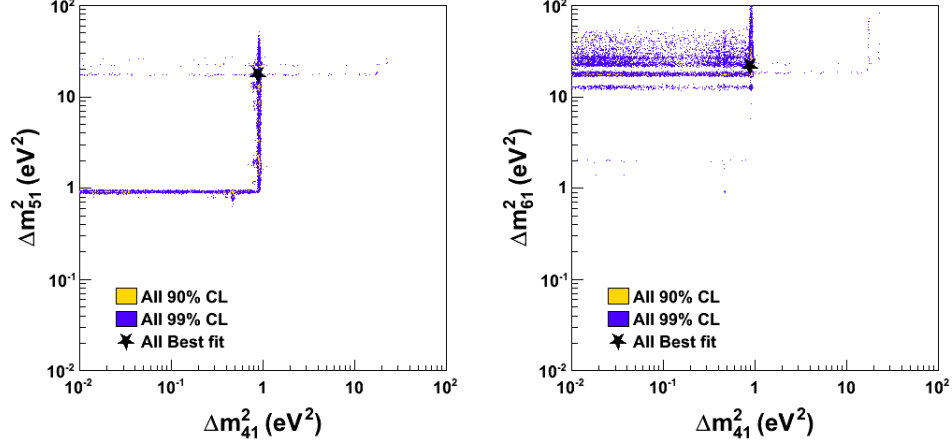 10²
10
1
10⁻¹
10⁻²
Δm²₅₁ (eV²)
All 90% CL
All 99% CL
All Best fit
10⁻² 10⁻¹ 1 10 10²
Δm²₄₁ (eV²)
10²
10
1
10⁻¹
10⁻²
Δm²₆₁ (eV²)
All 90% CL
All 99% CL
All Best fit
10⁻² 10⁻¹ 1 10 10²
Δm²₄₁ (eV²)